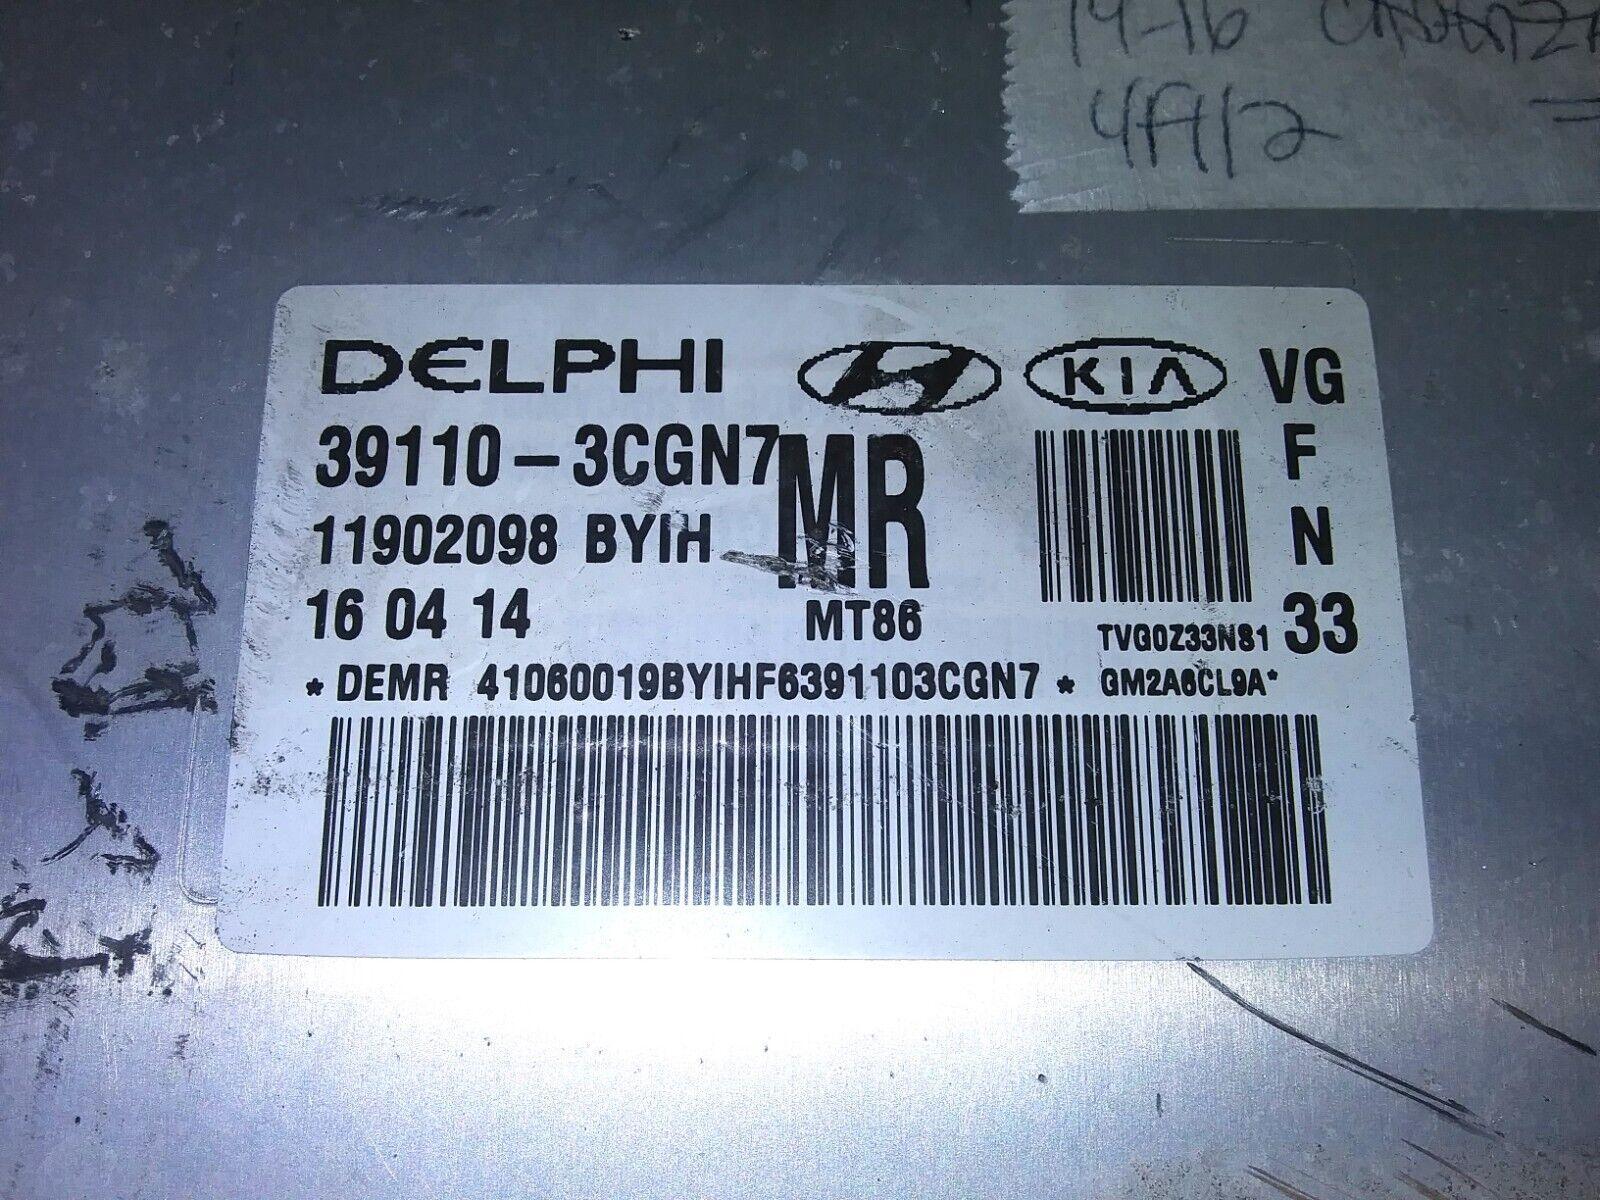 14-16
4A12
DELPHI KIA VG
39110-3CGN7 MR F
11902098 BYIH N
16 04 14 MT86 TVG0Z33N81 33
* DEMR 41060019BYIHF6391103CGN7 * GM2A6CL9A*